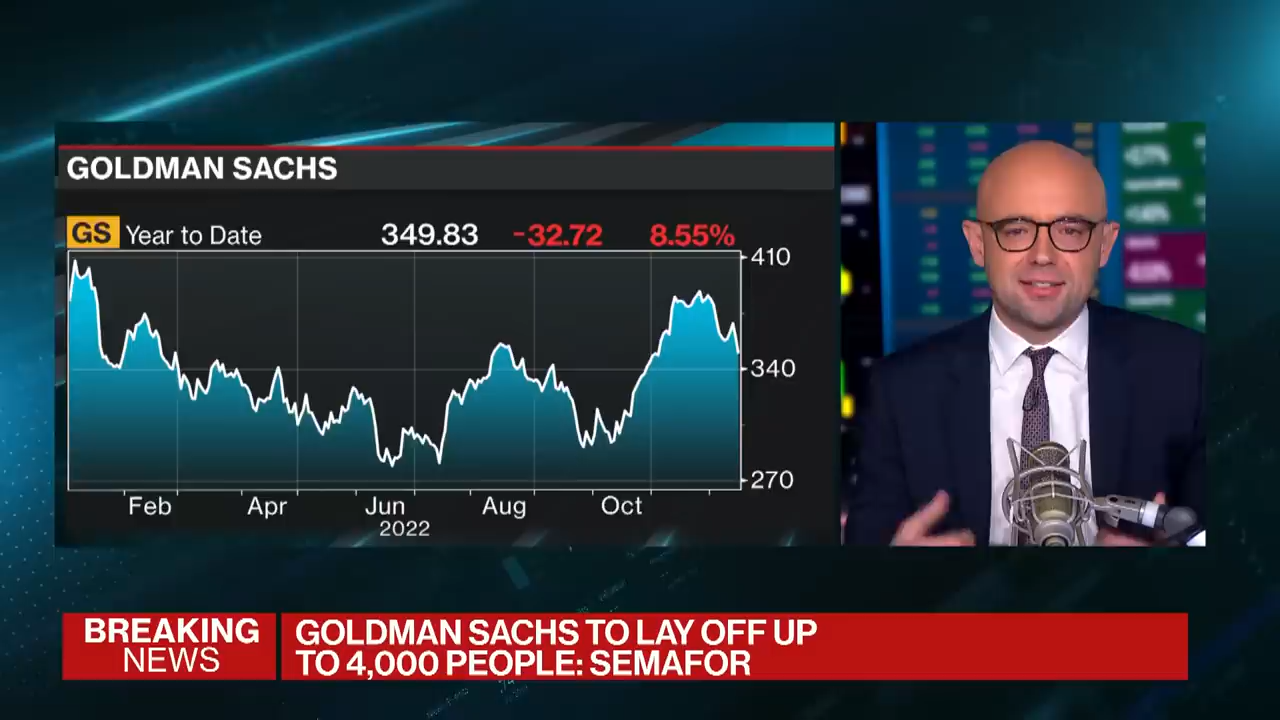 GOLDMAN SACHS
GS Year to Date 349.83 -32.72 8.55%
410
340
270
Feb Apr Jun Aug Oct
2022
BREAKING NEWS
GOLDMAN SACHS TO LAY OFF UP
TO 4,000 PEOPLE: SEMAFOR